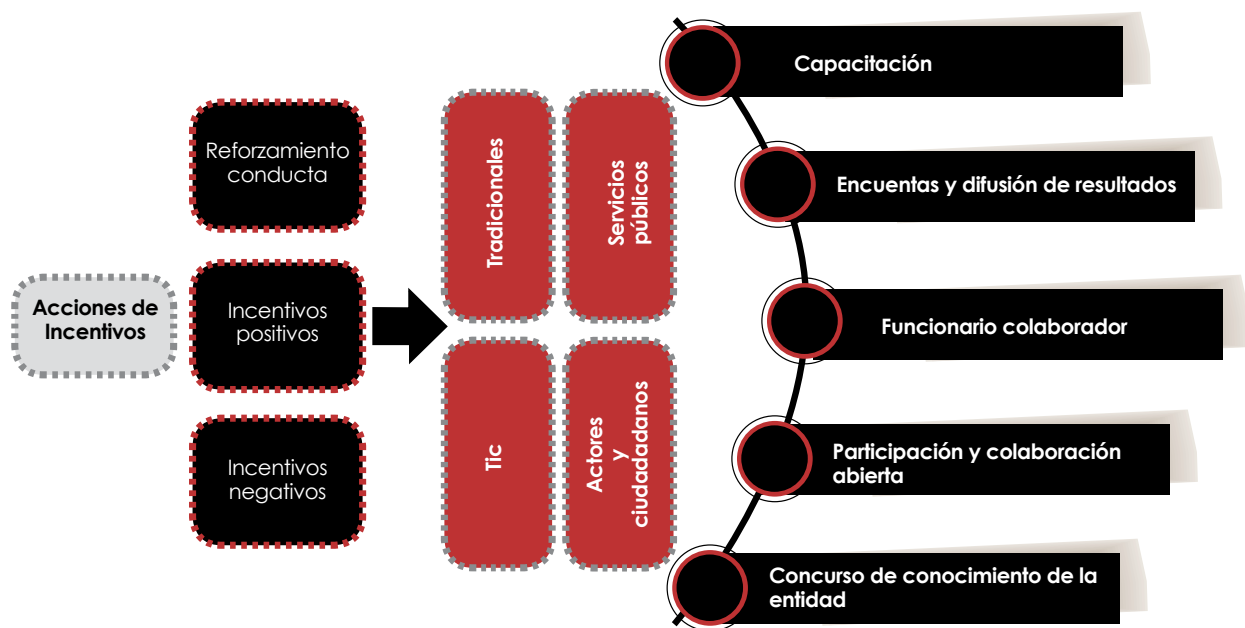 Acciones de
Incentivos
Reforzamiento
conducta
Incentivos
positivos
Incentivos
negativos
Tradicionales
Servicios
públicos
Tic
Actores
y
ciudadadanos
Capacitación
Encuentas y difusión de resultados
Funcionario colaborador
Participación y colaboración
abierta
Concurso de conocimiento de la
entidad